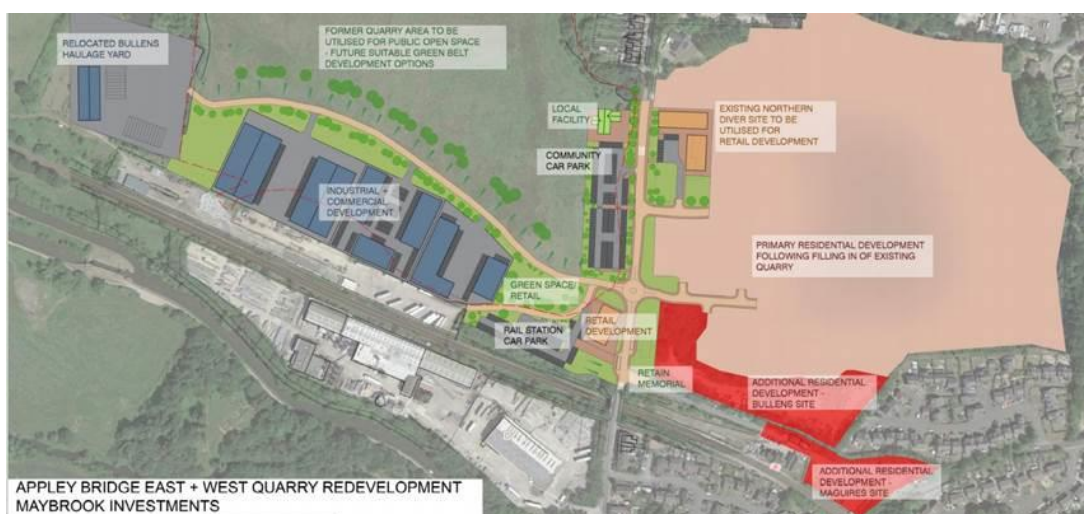 RELOCATED BULLENS
HAULAGE YARD
FORMER QUARRY AREA TO BE
UTILISED FOR PUBLIC OPEN SPACE
- FUTURE SUITABLE GREEN BELT
DEVELOPMENT OPTIONS
LOCAL
FACILITY
EXISTING NORTHERN
DIVER SITE TO BE
UTILISED FOR
RETAIL DEVELOPMENT
COMMUNITY
CAR PARK
INDUSTRIAL +
COMMERCIAL
DEVELOPMENT
PRIMARY RESIDENTIAL DEVELOPMENT
FOLLOWING FILLING IN OF EXISTING
QUARRY
GREEN SPACE/
RETAIL
RAIL STATION
CAR PARK
RETAIL
DEVELOPMENT
RETAIN
MEMORIAL
ADDITIONAL RESIDENTIAL
DEVELOPMENT -
BULLENS SITE
ADDITIONAL RESIDENTIAL
DEVELOPMENT -
MAGUIRES SITE
APPLEY BRIDGE EAST + WEST QUARRY REDEVELOPMENT
MAYBROOK INVESTMENTS